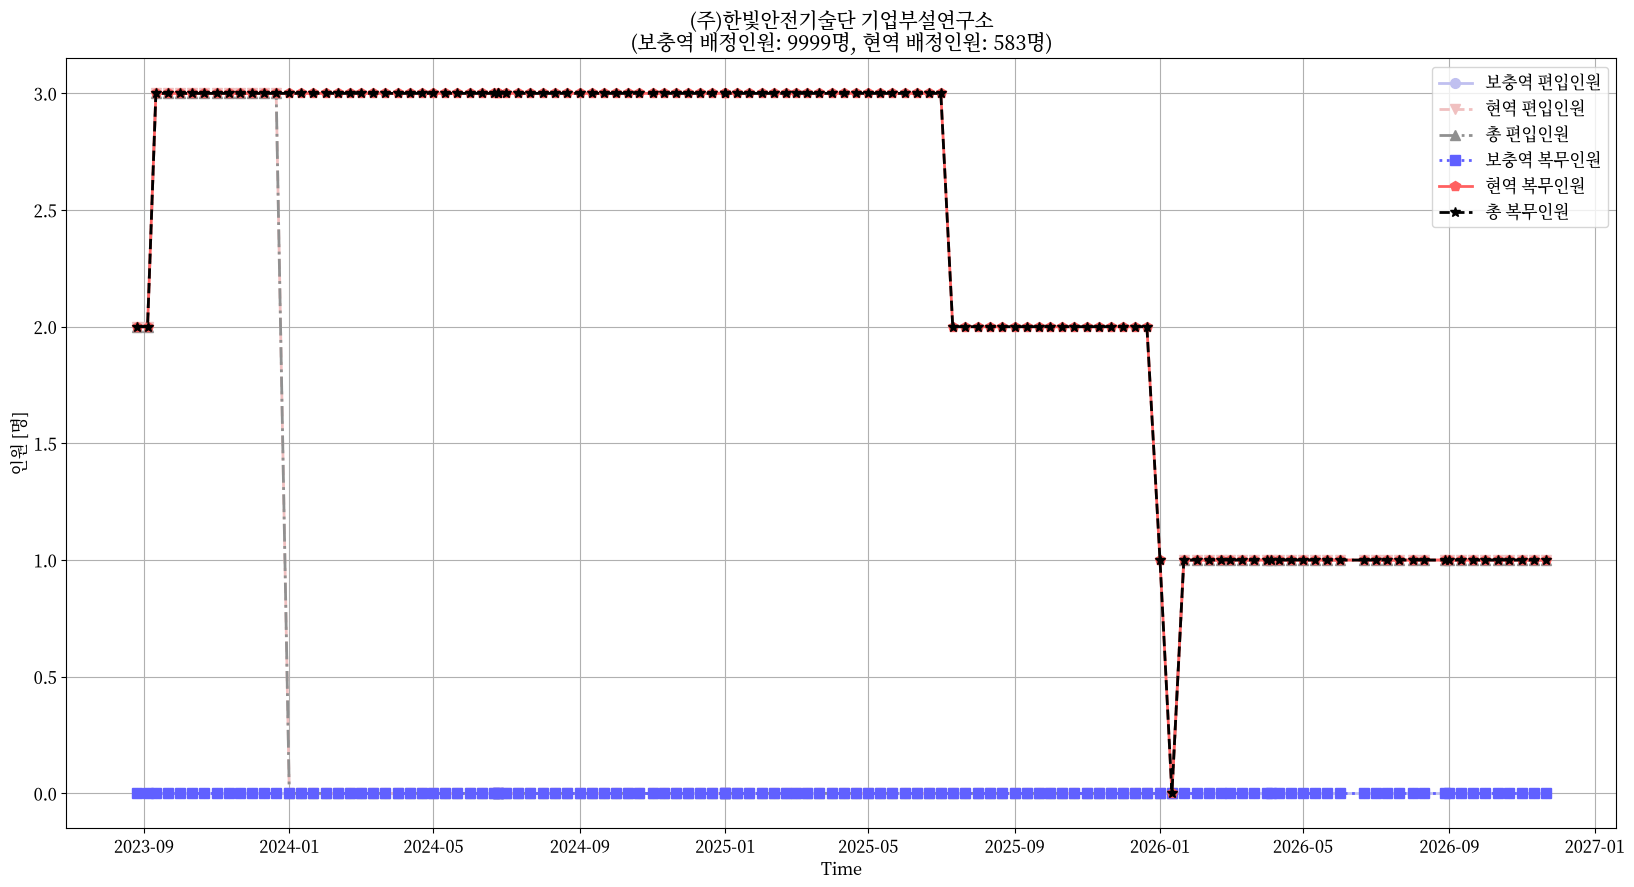 (주)한빛안전기술단 기업부설연구소
(보충역 배정인원: 9999명, 현역 배정인원: 583명)
보충역 편입인원
현역 편입인원
총 편입인원
보충역 복무인원
현역 복무인원
총 복무인원
인원 [명]
3.0
2.5
2.0
1.5
1.0
0.5
0.0
2023-09 2024-01 2024-05 2024-09 2025-01 2025-05 2025-09 2026-01 2026-05 2026-09 2027-01
Time